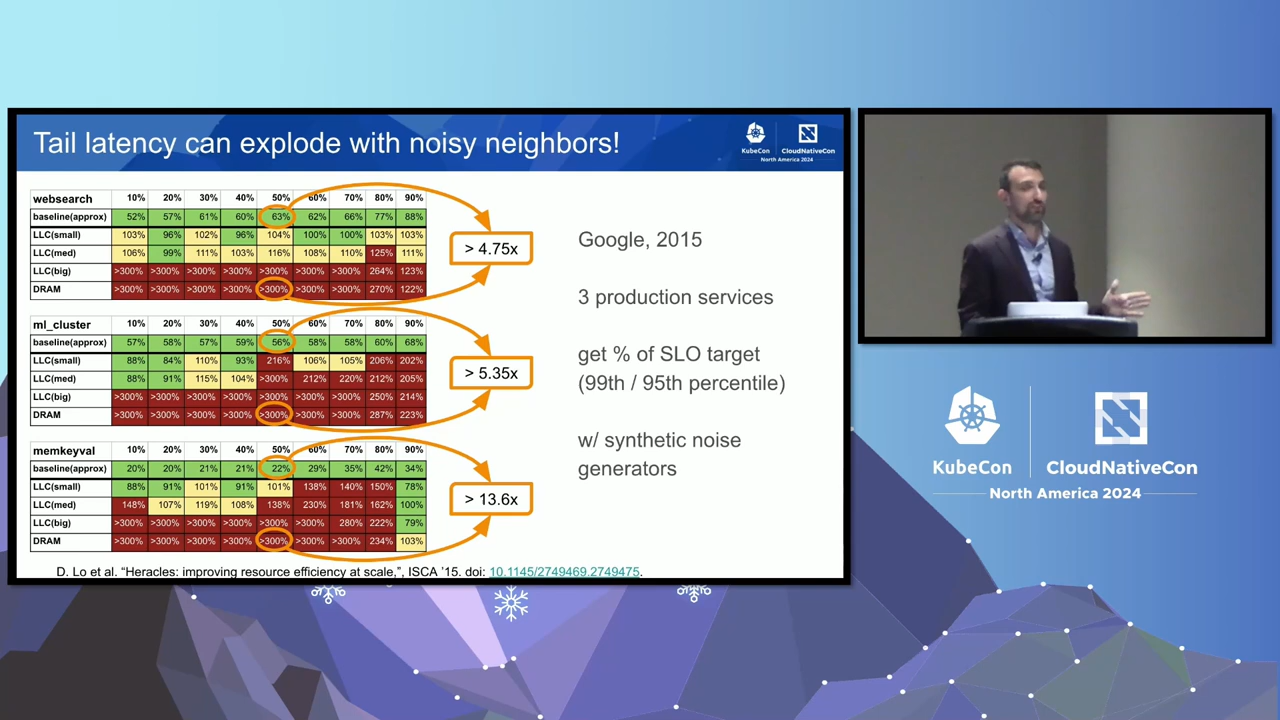 Tail latency can explode with noisy neighbors!
KubeCon
CloudNativeCon
North America 2024
websearch 10% 20% 30% 40% 50% 60% 70% 80% 90%
baseline(approx) 52% 57% 61% 60% 63% 62% 66% 77% 88%
LLC(small) 103% 96% 102% 96% 104% 100% 100% 103% 103%
LLC(med) 106% 99% 111% 103% 116% 108% 110% 125% 111%
LLC(big) >300% >300% >300% >300% >300% >300% >300% 264% 123%
DRAM >300% >300% >300% >300% >300% >300% >300% 270% 122%
> 4.75x
ml_cluster 10% 20% 30% 40% 50% 60% 70% 80% 90%
baseline(approx) 57% 58% 57% 59% 56% 58% 58% 60% 68%
LLC(small) 88% 84% 110% 93% 216% 106% 105% 206% 202%
LLC(med) 88% 91% 115% 104% >300% 212% 220% 212% 205%
LLC(big) >300% >300% >300% >300% >300% >300% >300% 250% 214%
DRAM >300% >300% >300% >300% >300% >300% >300% 287% 223%
> 5.35x
memkeyval 10% 20% 30% 40% 50% 60% 70% 80% 90%
baseline(approx) 20% 20% 21% 21% 22% 29% 35% 42% 34%
LLC(small) 88% 91% 101% 91% 101% 138% 140% 150% 78%
LLC(med) 148% 107% 119% 108% 138% 230% 181% 162% 100%
LLC(big) >300% >300% >300% >300% >300% >300% 280% 222% 79%
DRAM >300% >300% >300% >300% >300% >300% >300% 234% 103%
> 13.6x
Google, 2015
3 production services
get % of SLO target
(99th / 95th percentile)
w/ synthetic noise
generators
D. Lo et al. “Heracles: improving resource efficiency at scale,”, ISCA ’15. doi: 10.1145/2749469.2749475.
KubeCon
CloudNativeCon
North America 2024